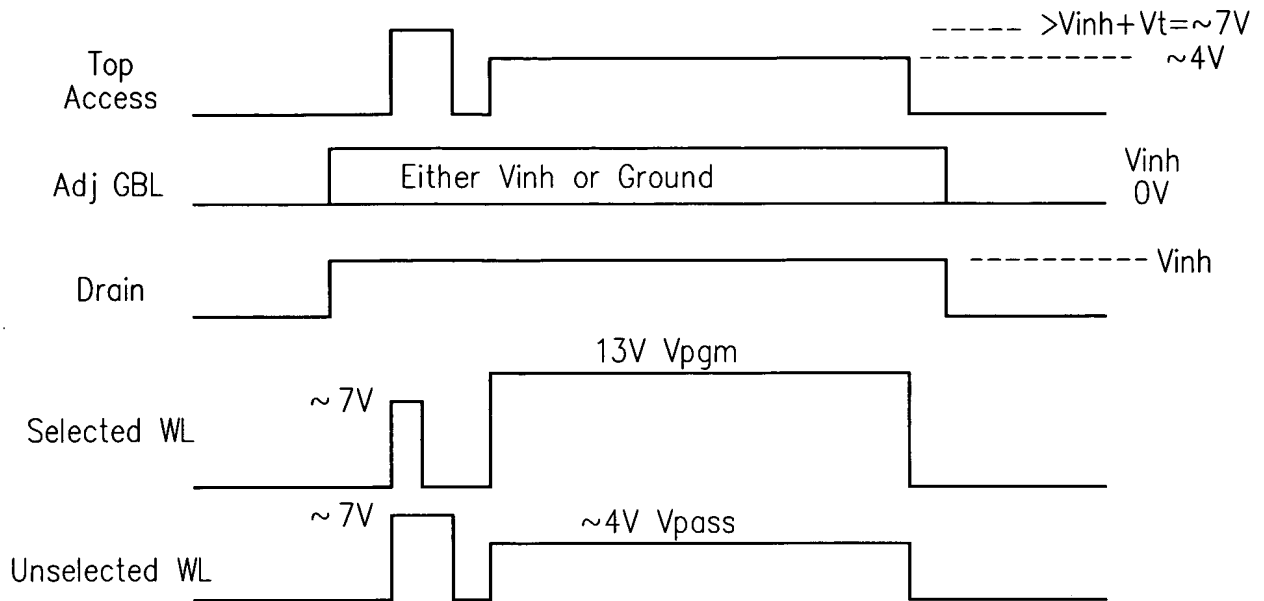 >Vinh+Vt=~7V
~4V
Top
Access
Adj GBL
Either Vinh or Ground
Vinh
0V
Drain
Vinh
13V Vpgm
~7V
Selected WL
~7V
~4V Vpass
Unselected WL